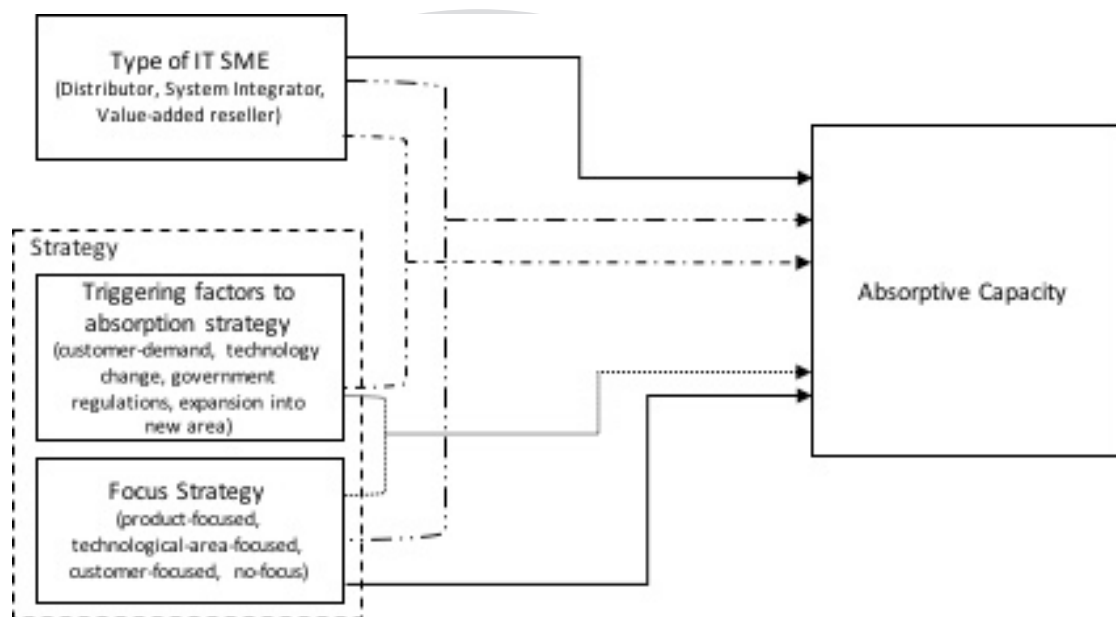 Type of IT SME
(Distributor, System Integrator,
Value-added reseller)
Strategy
Triggering factors to
absorption strategy
(customer-demand, technology
change, government
regulations, expansion into
new area)
Focus Strategy
(product-focused,
technological-area-focused,
customer-focused, no-focus)
Absorptive Capacity